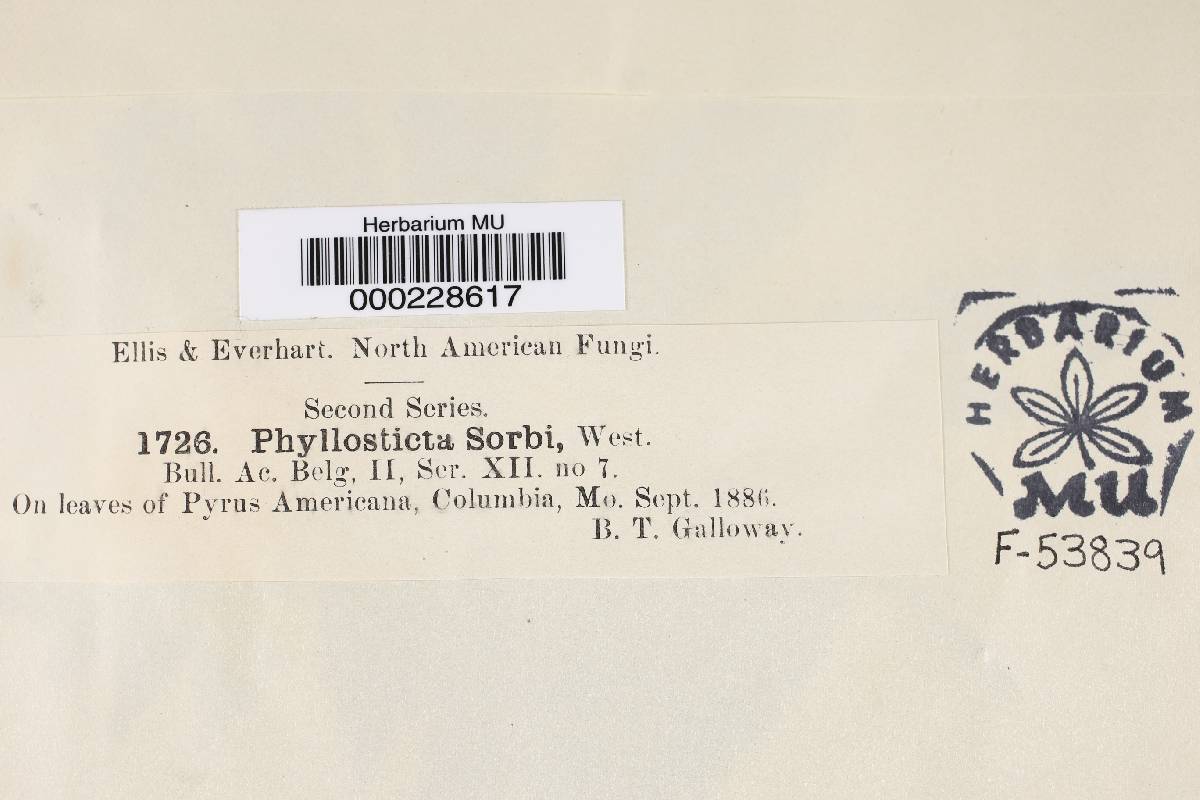 Herbarium MU
000228617
Ellis & Everhart. North American Fungi.
Second Series.
1726. Phyllosticta Sorbi, West.
Bull. Ac. Belg, II, Ser. XII. no 7.
On leaves of Pyrus Americana, Columbia, Mo. Sept. 1886.
B. T. Galloway.
HERBARIUM
MU
F-53839